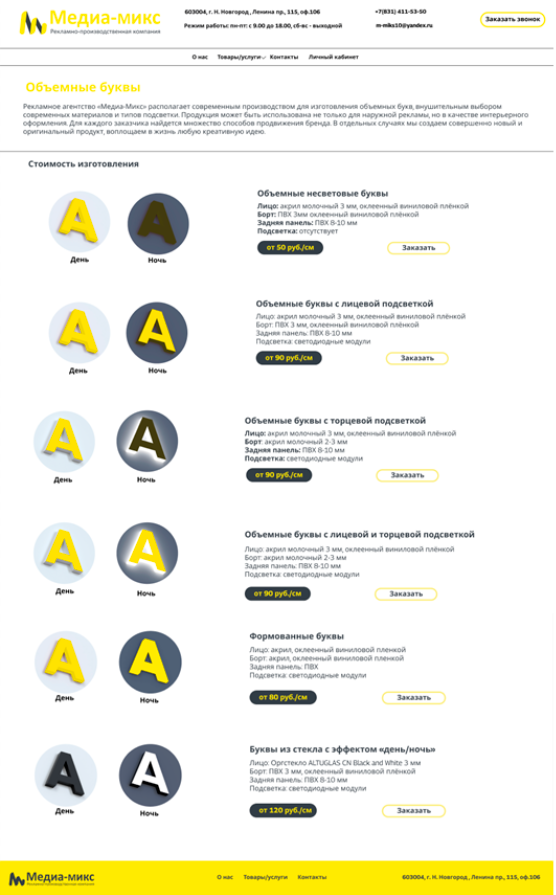 Медиа-микс
Рекламно-производственная компания
603004, г. Н. Новгород , Ленина пр., 115, оф.106
Режим работы: пн-пт: с 9.00 до 18.00, сб-вс - выходной
+7(831) 411-53-50
m-miks10@yandex.ru
Заказать звонок
О нас Товары/услуги Контакты Личный кабинет
Объемные буквы
Рекламное агентство «Медиа-Микс» располагает современным производством для изготовления объемных букв, внушительным выбором
современных материалов и типов подсветки. Продукция может быть использована не только для наружной рекламы, но в качестве интерьерного
оформления. Для каждого заказчика найдется множество способов продвижения бренда. В отдельных случаях мы создаем совершенно новый и
оригинальный продукт, воплощаем в жизнь любую креативную идею.
Стоимость изготовления
А А
День Ночь
Объемные несветовые буквы
Лицо: акрил молочный 3 мм, оклеенный виниловой плёнкой
Борт: ПВХ 3мм оклеенный виниловой плёнкой
Задняя панель: ПВХ 8-10 мм
Подсветка: отсутствует
от 50 руб./см Заказать
А А
День Ночь
Объемные буквы с лицевой подсветкой
Лицо: акрил молочный 3 мм, оклеенный виниловой плёнкой
Борт: ПВХ 3 мм, оклеенный виниловой плёнкой
Задняя панель: ПВХ 8-10 мм
Подсветка: светодиодные модули
от 90 руб./см Заказать
А А
День Ночь
Объемные буквы с торцевой подсветкой
Лицо: акрил молочный 3 мм, оклеенный виниловой плёнкой
Борт: акрил молочный 2-3 мм
Задняя панель: ПВХ 8-10 мм
Подсветка: светодиодные модули
от 90 руб./см Заказать
А А
День Ночь
Объемные буквы с лицевой и торцевой подсветкой
Лицо: акрил молочный 3 мм, оклеенный виниловой плёнкой
Борт: акрил молочный 2-3 мм
Задняя панель: ПВХ 8-10 мм
Подсветка: светодиодные модули
от 90 руб./см Заказать
А А
День Ночь
Формованные буквы
Лицо: акрил, оклеенный виниловой пленкой
Борт: акрил, оклеенный виниловой пленкой
Задняя панель: ПВХ
Подсветка: светодиодные модули
от 80 руб./см Заказать
А А
День Ночь
Буквы из стекла с эффектом «день/ночь»
Лицо: Оргстекло ALTUGLAS CN Black and White 3 мм
Борт: ПВХ 3 мм, оклеенный виниловой плёнкой
Задняя панель: ПВХ 8-10 мм
Подсветка: светодиодные модули
от 120 руб./см Заказать
Медиа-микс
Рекламно-производственная компания
О нас Товары/услуги Контакты
603004, г. Н. Новгород , Ленина пр., 115, оф.106